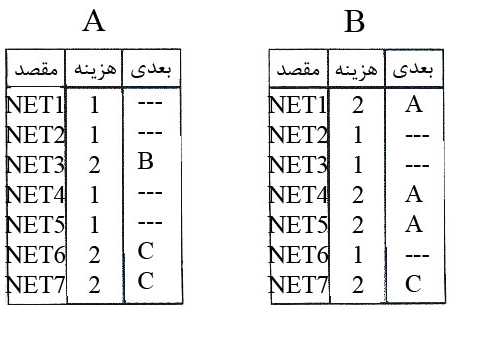 A B
مقصد هزینه بعدی مقصد هزینه بعدی
NET1 1 --- NET1 2 A
NET2 1 --- NET2 1 ---
NET3 2 B NET3 1 ---
NET4 1 --- NET4 2 A
NET5 1 --- NET5 2 A
NET6 2 C NET6 1 ---
NET7 2 C NET7 2 C